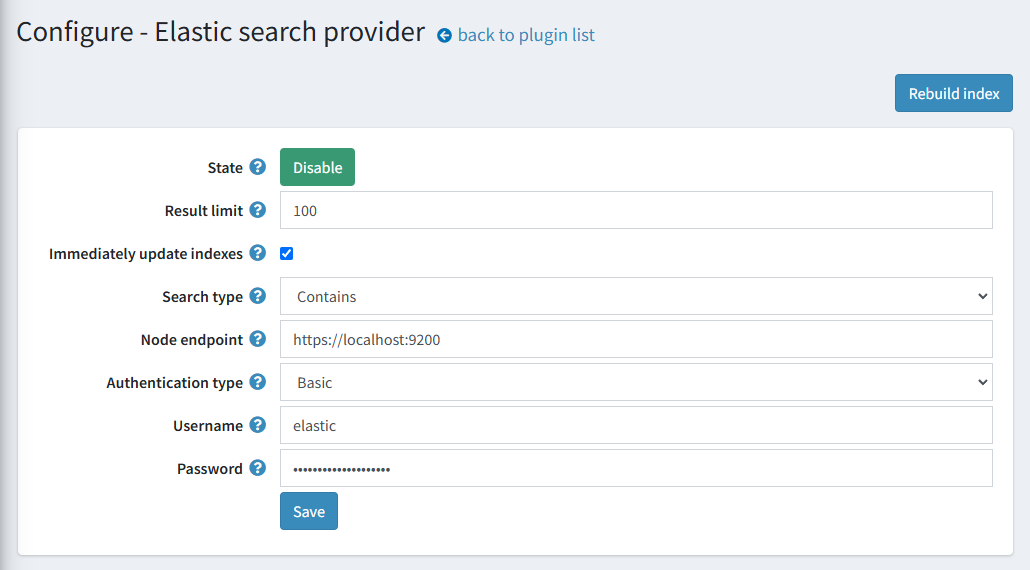 Configure - Elastic search provider back to plugin list
Rebuild index
State Disable
Result limit 100
Immediately update indexes
Search type Contains
Node endpoint https://localhost:9200
Authentication type Basic
Username elastic
Password ••••••••••••••••••••
Save